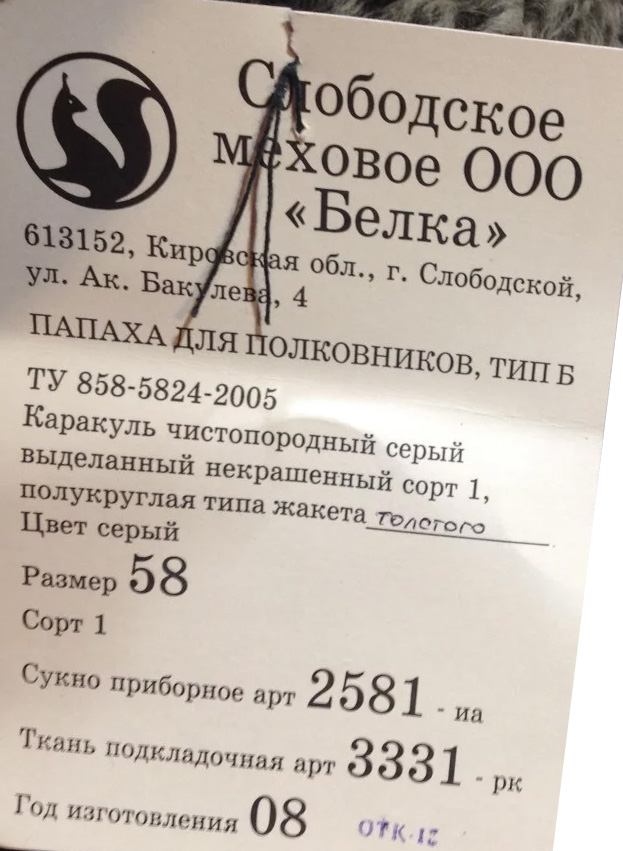 Слободское
меховое ООО
«Белка»
613152, Кировская обл., г. Слободской,
ул. Ак. Бакулева, 4
ПАПАХА ДЛЯ ПОЛКОВНИКОВ, ТИП Б
ТУ 858-5824-2005
Каракуль чистопородный серый
выделанный некрашенный сорт 1,
полукруглая типа жакета толстого
Цвет серый
Размер 58
Сорт 1
Сукно приборное арт 2581 - иа
Ткань подкладочная арт 3331 - рк
Год изготовления 08 ОТК-12